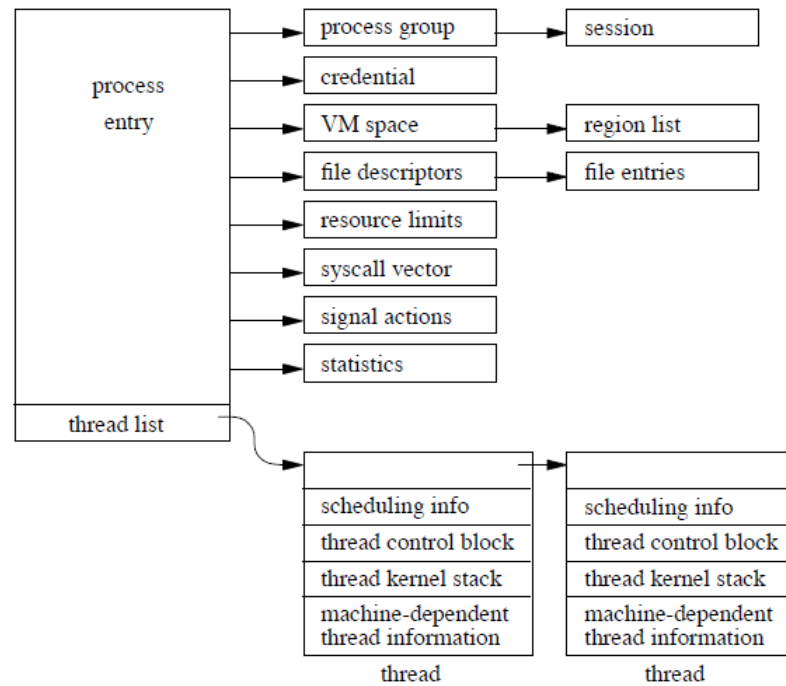 process
entry
process group
session
credential
VM space
region list
file descriptors
file entries
resource limits
syscall vector
signal actions
statistics
thread list
scheduling info
thread control block
thread kernel stack
machine-dependent
thread information
thread
scheduling info
thread control block
thread kernel stack
machine-dependent
thread information
thread